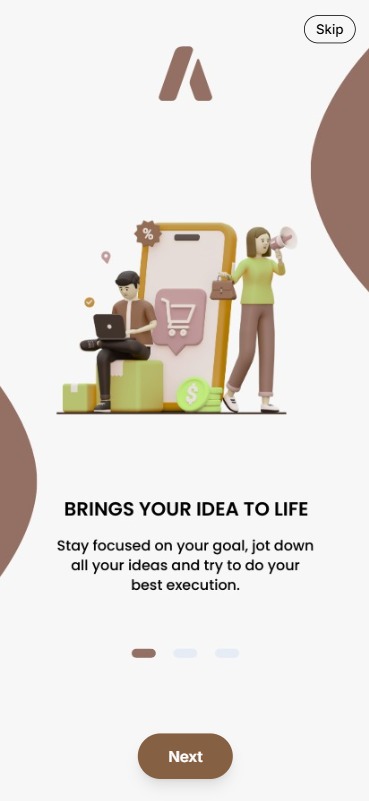 Skip
%
$
BRINGS YOUR IDEA TO LIFE
Stay focused on your goal, jot down
all your ideas and try to do your
best execution.
Next